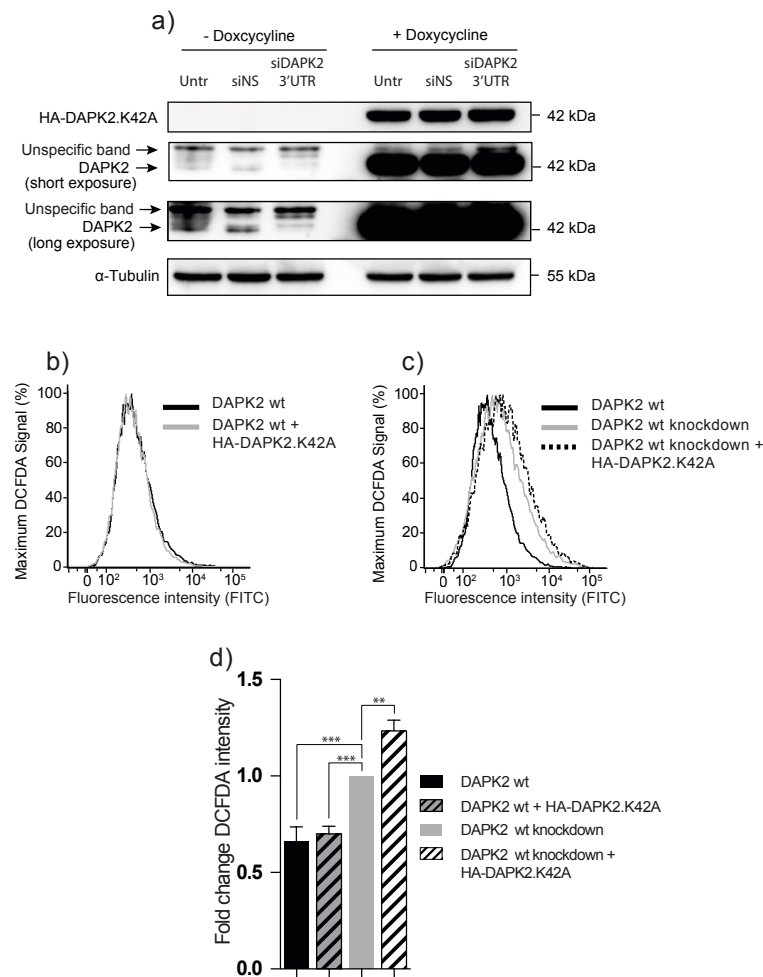 a)
- Doxcycyline
+ Doxycycline
Untr
siNS
siDAPK2
3'UTR
Untr
siNS
siDAPK2
3'UTR
HA-DAPK2.K42A
42 kDa
Unspecific band
DAPK2
(short exposure)
42 kDa
Unspecific band
DAPK2
(long exposure)
42 kDa
α-Tubulin
55 kDa
b)
Maximum DCFDA Signal (%)
100
80
60
40
20
0
0 10² 10³ 10⁴ 10⁵
Fluorescence intensity (FITC)
DAPK2 wt
DAPK2 wt +
HA-DAPK2.K42A
c)
Maximum DCFDA Signal (%)
100
80
60
40
20
0
0 10² 10³ 10⁴ 10⁵
Fluorescence intensity (FITC)
DAPK2 wt
DAPK2 wt knockdown
DAPK2 wt knockdown +
HA-DAPK2.K42A
d)
Fold change DCFDA intensity
1.5
1.0
0.5
0.0
**
***
***
DAPK2 wt
DAPK2 wt + HA-DAPK2.K42A
DAPK2 wt knockdown
DAPK2 wt knockdown +
HA-DAPK2.K42A